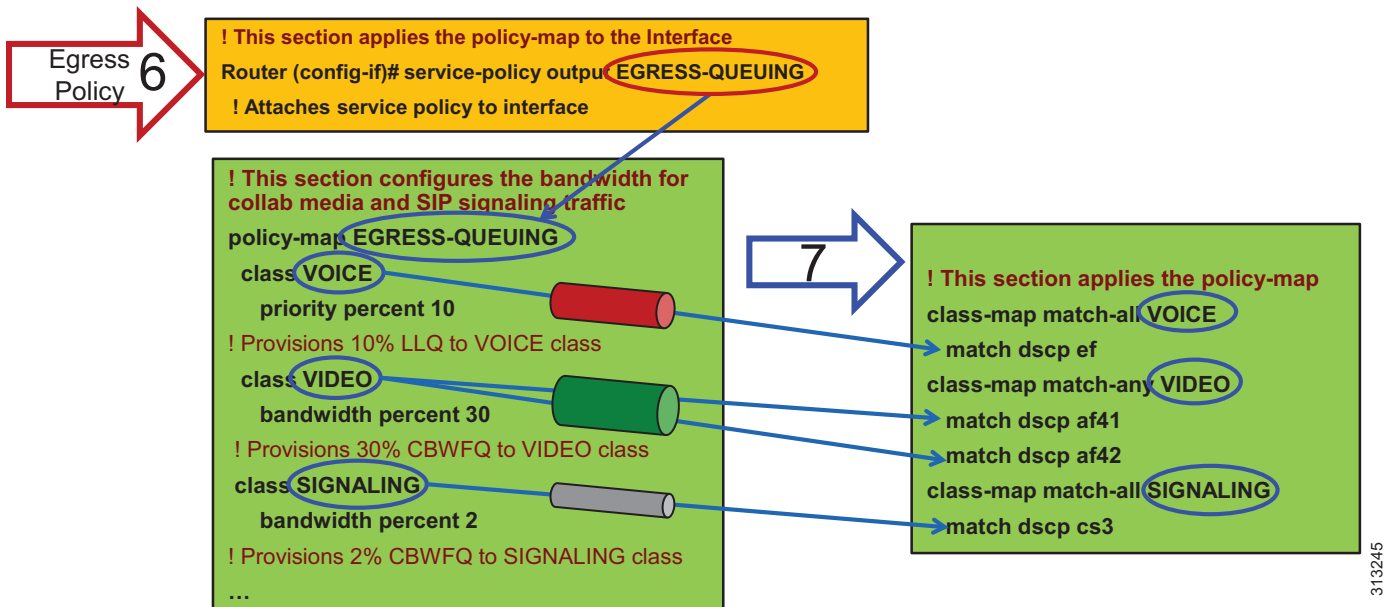 Egress
Policy
6
! This section applies the policy-map to the Interface
Router (config-if)# service-policy output EGRESS-QUEUING
! Attaches service policy to interface
! This section configures the bandwidth for
collab media and SIP signaling traffic
policy-map EGRESS-QUEUING
class VOICE
priority percent 10
! Provisions 10% LLQ to VOICE class
class VIDEO
bandwidth percent 30
! Provisions 30% CBWFQ to VIDEO class
class SIGNALING
bandwidth percent 2
! Provisions 2% CBWFQ to SIGNALING class
...
7
! This section applies the policy-map
class-map match-all VOICE
match dscp ef
class-map match-any VIDEO
match dscp af41
match dscp af42
class-map match-all SIGNALING
match dscp cs3
313245